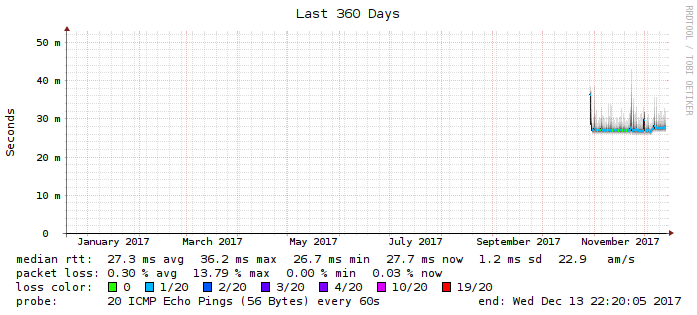 Last 360 Days
RRDTOOL / TOBI OETIKER
Seconds
50 m
40 m
30 m
20 m
10 m
0
January 2017 March 2017 May 2017 July 2017 September 2017 November 2017
median rtt: 27.3 ms avg 36.2 ms max 26.7 ms min 27.7 ms now 1.2 ms sd 22.9 am/s
packet loss: 0.30 % avg 13.79 % max 0.00 % min 0.03 % now
loss color: 0 1/20 2/20 3/20 4/20 10/20 19/20
probe: 20 ICMP Echo Pings (56 Bytes) every 60s end: Wed Dec 13 22:20:05 2017